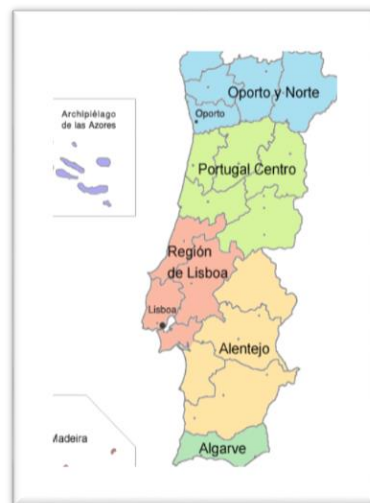 Oporto y Norte
Oporto
Archipiélago
de las Azores
Portugal Centro
Región
de Lisboa
Lisboa
Alentejo
Madeira
Algarve